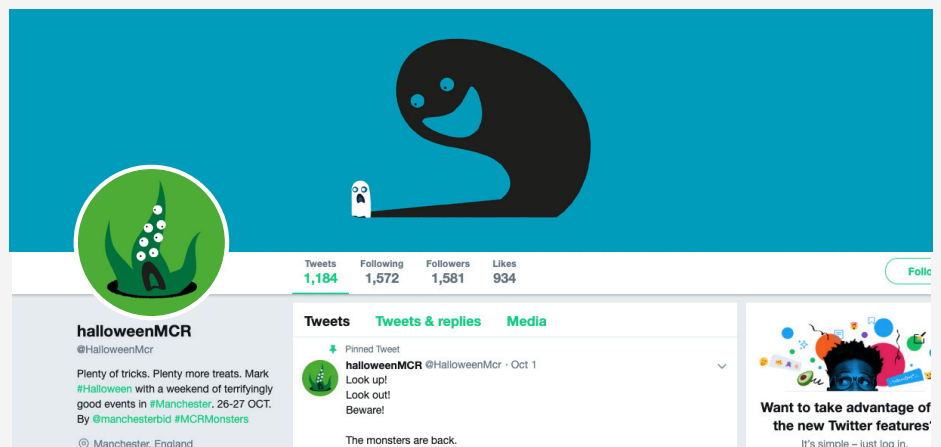 Tweets
1,184
Following
1,572
Followers
1,581
Likes
934
halloweenMCR
@HalloweenMcr
Plenty of tricks. Plenty more treats. Mark
#Halloween with a weekend of terrifyingly
good events in #Manchester. 26-27 OCT.
By @manchesterbid #MCRMonsters
Manchester, England
Tweets Tweets & replies Media
Pinned Tweet
halloweenMCR @HalloweenMcr · Oct 1
Look up!
Look out!
Beware!
The monsters are back.
Want to take advantage of
the new Twitter features?
It's simple – just log in.